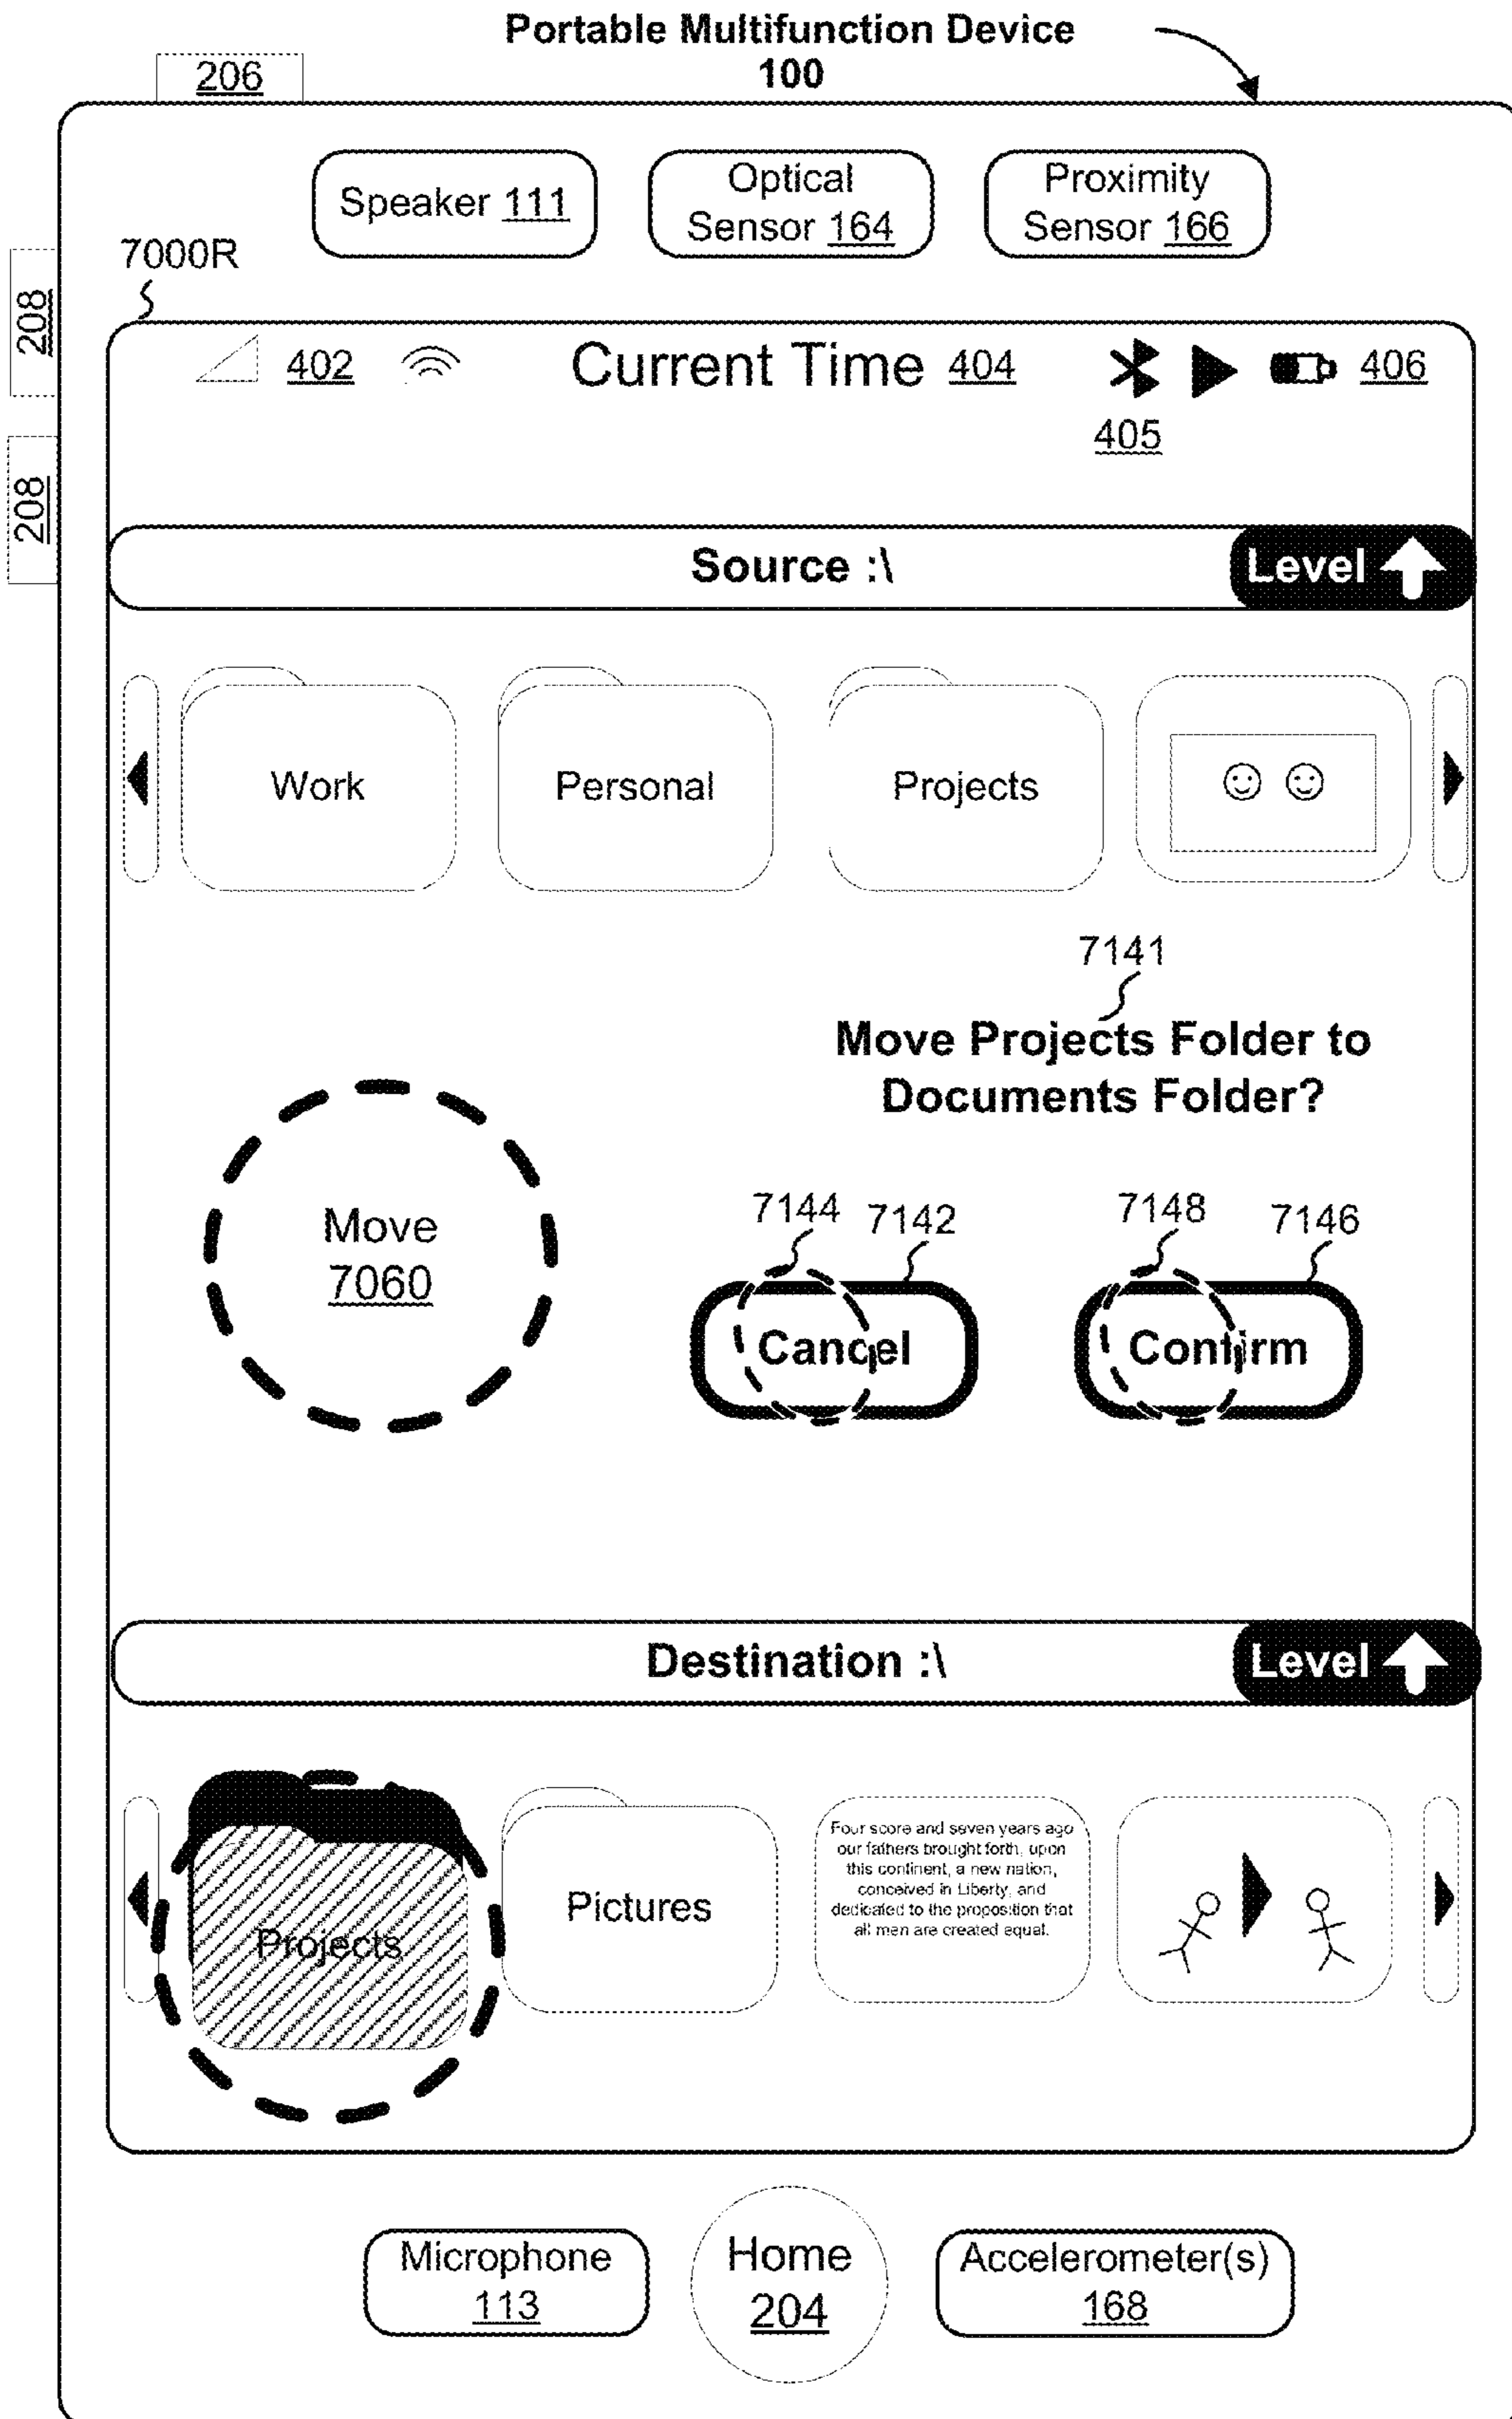 Portable Multifunction Device
100
206
Speaker 111
Optical
Sensor 164
Proximity
Sensor 166
7000R
208
402
Current Time 404
406
405
208
Source :\
Level
Work
Personal
Projects
7141
Move Projects Folder to
Documents Folder?
Move
7060
7144
7142
7148
7146
Cancel
Confirm
Destination :\
Level
Projects
Pictures
Four score and seven years ago
our fathers brought forth, upon
this continent, a new nation,
conceived in Liberty, and
dedicated to the proposition that
all men are created equal.
Microphone
113
Home
204
Accelerometer(s)
168